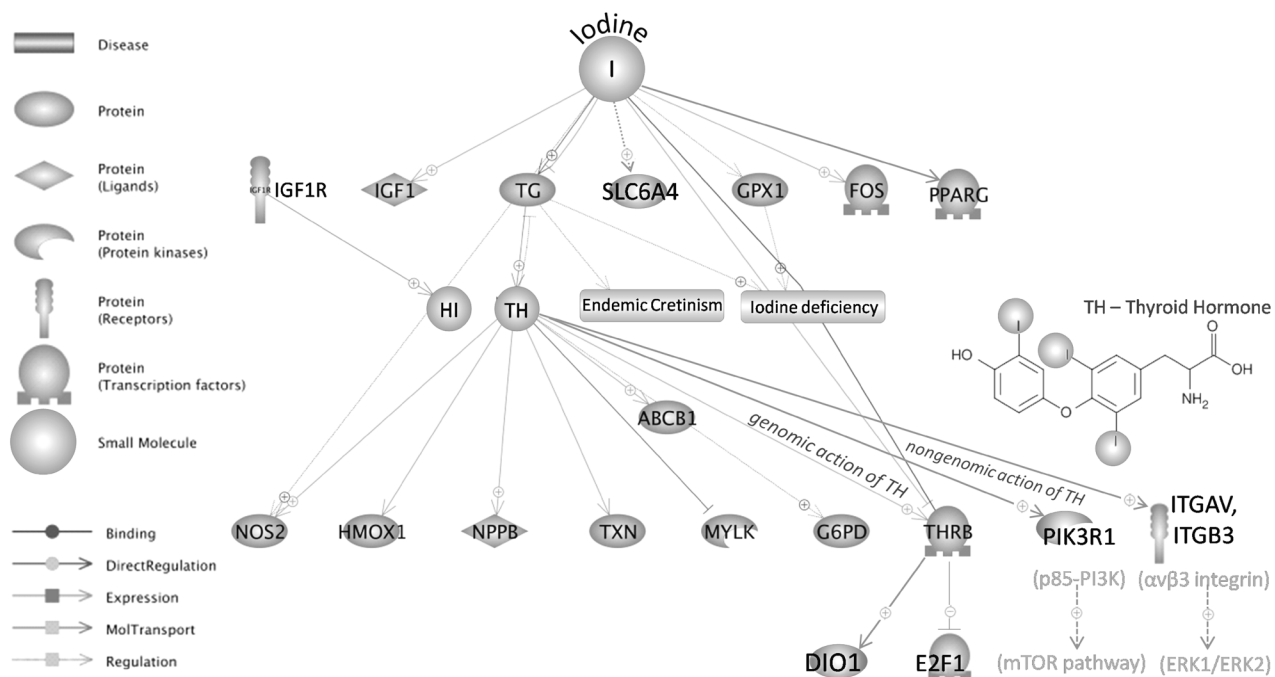 Iodine
I
Disease
Protein
Protein
(Ligands)
Protein
(Protein kinases)
Protein
(Receptors)
Protein
(Transcription factors)
Small Molecule
Binding
DirectRegulation
Expression
MolTransport
Regulation
IGF1R
IGF1R
IGF1
TG
SLC6A4
GPX1
FOS
PPARG
HI
TH
Endemic Cretinism
Iodine deficiency
TH – Thyroid Hormone
I
I
I
HO
O
O
OH
NH2
ABCB1
genomic action of TH
nongenomic action of TH
NOS2
HMOX1
NPPB
TXN
MYLK
G6PD
THRB
PIK3R1
ITGAV,
ITGB3
(p85-PI3K)
(αvβ3 integrin)
DIO1
E2F1
(mTOR pathway)
(ERK1/ERK2)